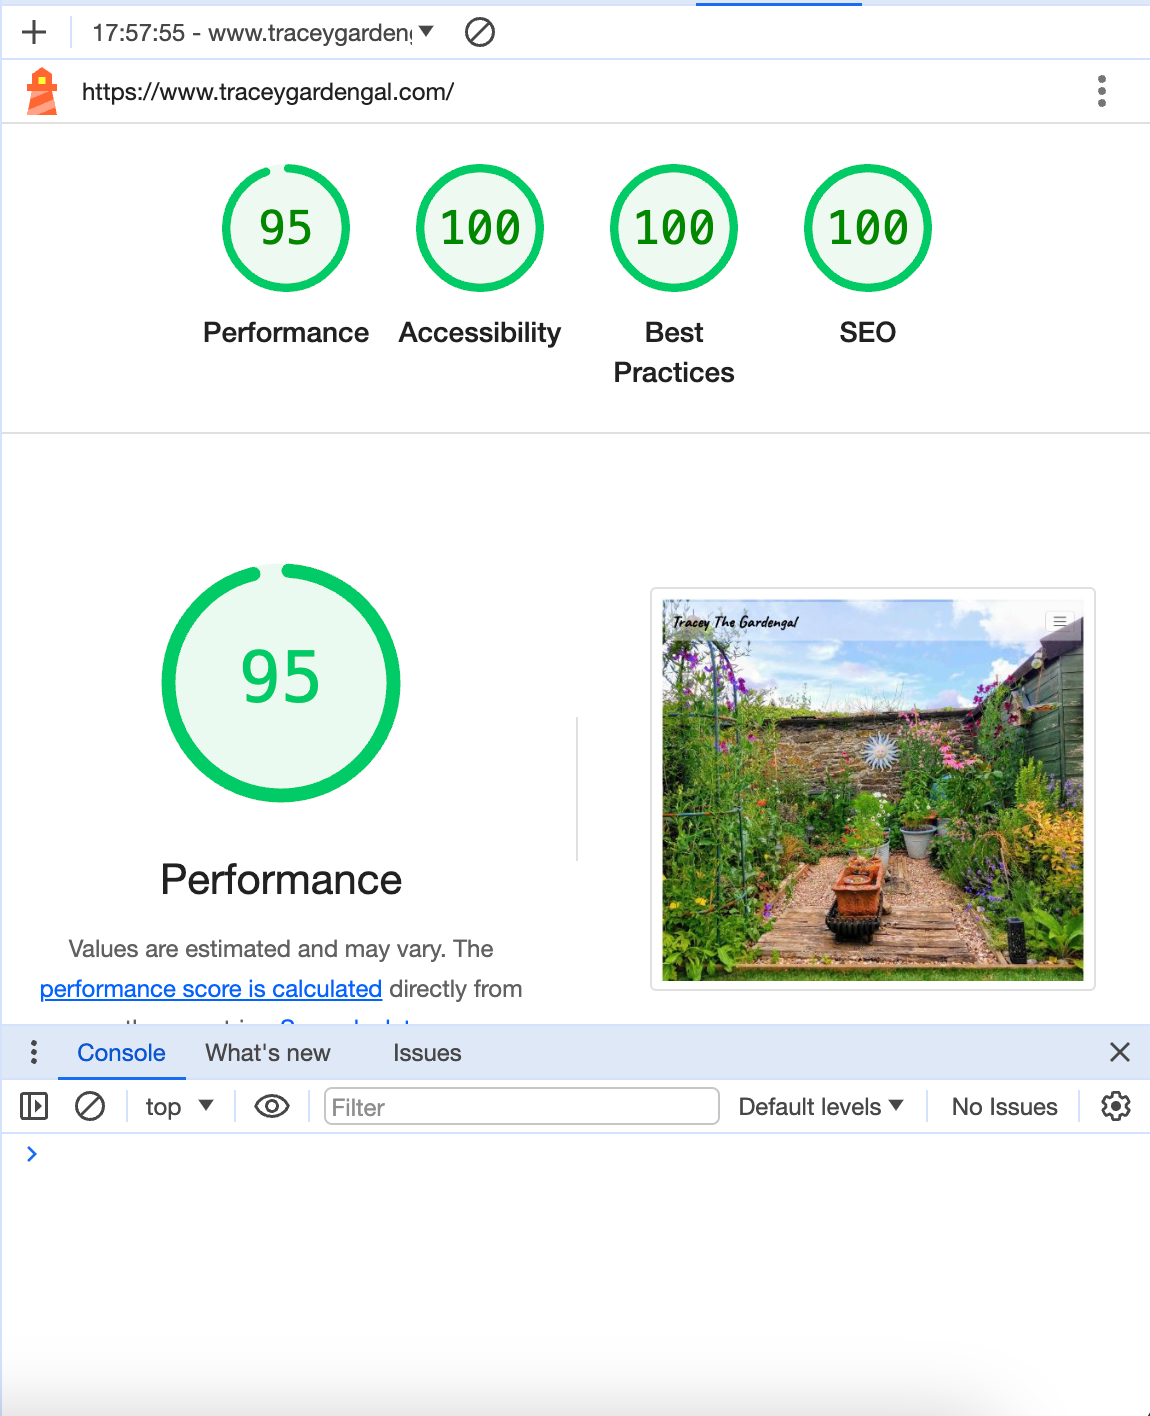 17:57:55 - www.traceygarden
https://www.traceygardengal.com/
95 100 100 100
Performance Accessibility Best Practices SEO
95
Tracey The Gardengal
Performance
Values are estimated and may vary. The
performance score is calculated directly from
Console What's new Issues
top Filter Default levels No Issues